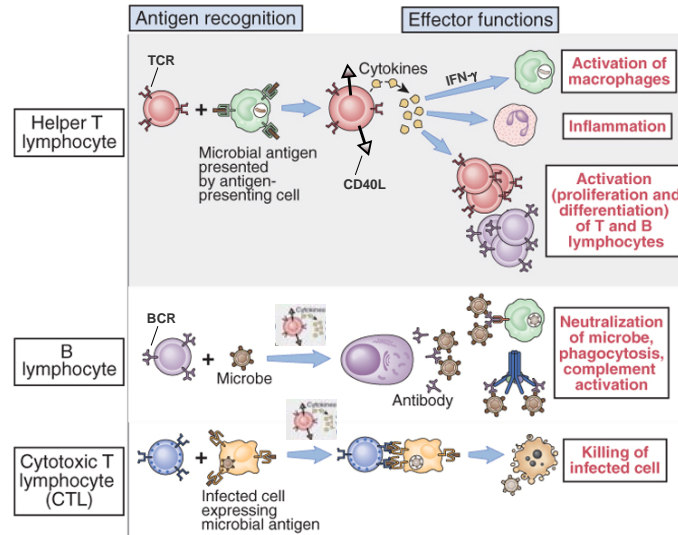 Antigen recognition
Effector functions
Helper T
lymphocyte
TCR
Microbial antigen
presented
by antigen-
presenting cell
CD40L
Cytokines
IFN-γ
Activation of
macrophages
Inflammation
Activation
(proliferation and
differentiation)
of T and B
lymphocytes
B
lymphocyte
BCR
Microbe
Cytokines
Antibody
Neutralization
of microbe,
phagocytosis,
complement
activation
Cytotoxic T
lymphocyte
(CTL)
Infected cell
expressing
microbial antigen
Cytokines
Killing of
infected cell